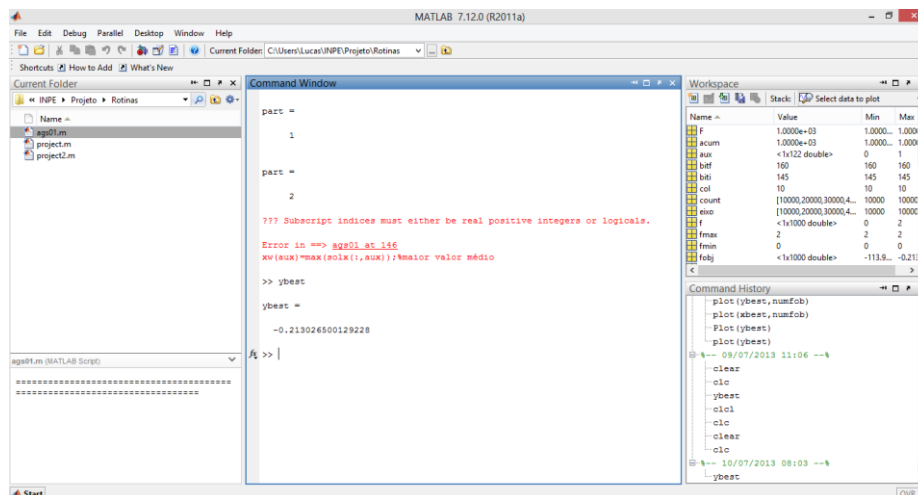 MATLAB 7.12.0 (R2011a)
File Edit Debug Parallel Desktop Window Help
Current Folder: C:\Users\Lucas\INPE\Projeto\Rotinas
Shortcuts How to Add What's New
Current Folder
« INPE ▸ Projeto ▸ Rotinas
Name
ags01.m
project.m
project2.m
ags01.m (MATLAB Script)
=========================================
===================================
Command Window
part =
1
part =
2
??? Subscript indices must either be real positive integers or logicals.
Error in ==> ags01 at 146
xw(aux)=max(solx(:,aux));%maior valor médio
>> ybest
ybest =
-0.213026500129228
fx >>
Workspace
Stack: Select data to plot
Name Value Min Max
F 1.0000e+03 1.0000... 1.000
acum 1.0000e+03 1.0000... 1.000
aux <1x122 double> 0 1
bitf 160 160 160
biti 145 145 145
col 10 10 10
count [10000,20000,30000,4... 10000 10000
eixo [10000,20000,30000,4... 10000 10000
f <1x1000 double> 0 2
fmax 2 2 2
fmin 0 0 0
fobj <1x1000 double> -113.9... -0.213
Command History
plot(ybest,numfob)
plot(xbest,numfob)
Plot(ybest)
plot(ybest)
%-- 09/07/2013 11:06 --%
clear
clc
ybest
clcl
clc
clear
clc
%-- 10/07/2013 08:03 --%
ybest
Start
OVR